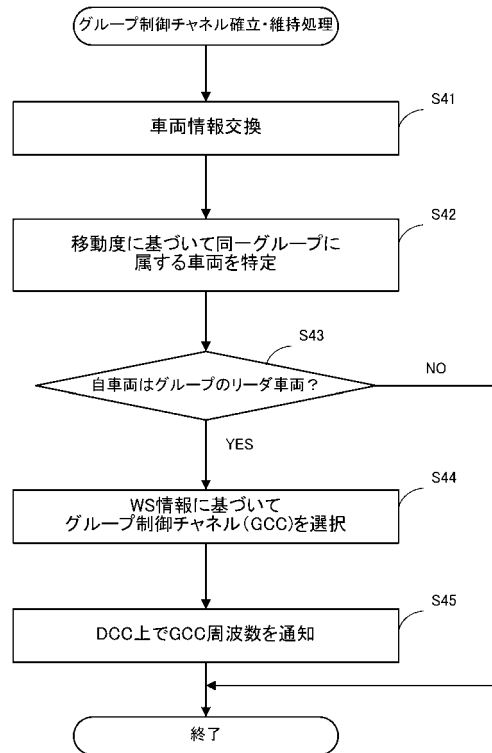 グループ制御チャネル確立・維持処理
S41
車両情報交換
S42
移動度に基づいて同一グループに
属する車両を特定
S43
自車両はグループのリーダ車両？
NO
YES
S44
WS情報に基づいて
グループ制御チャネル（GCC）を選択
S45
DCC上でGCC周波数を通知
終了